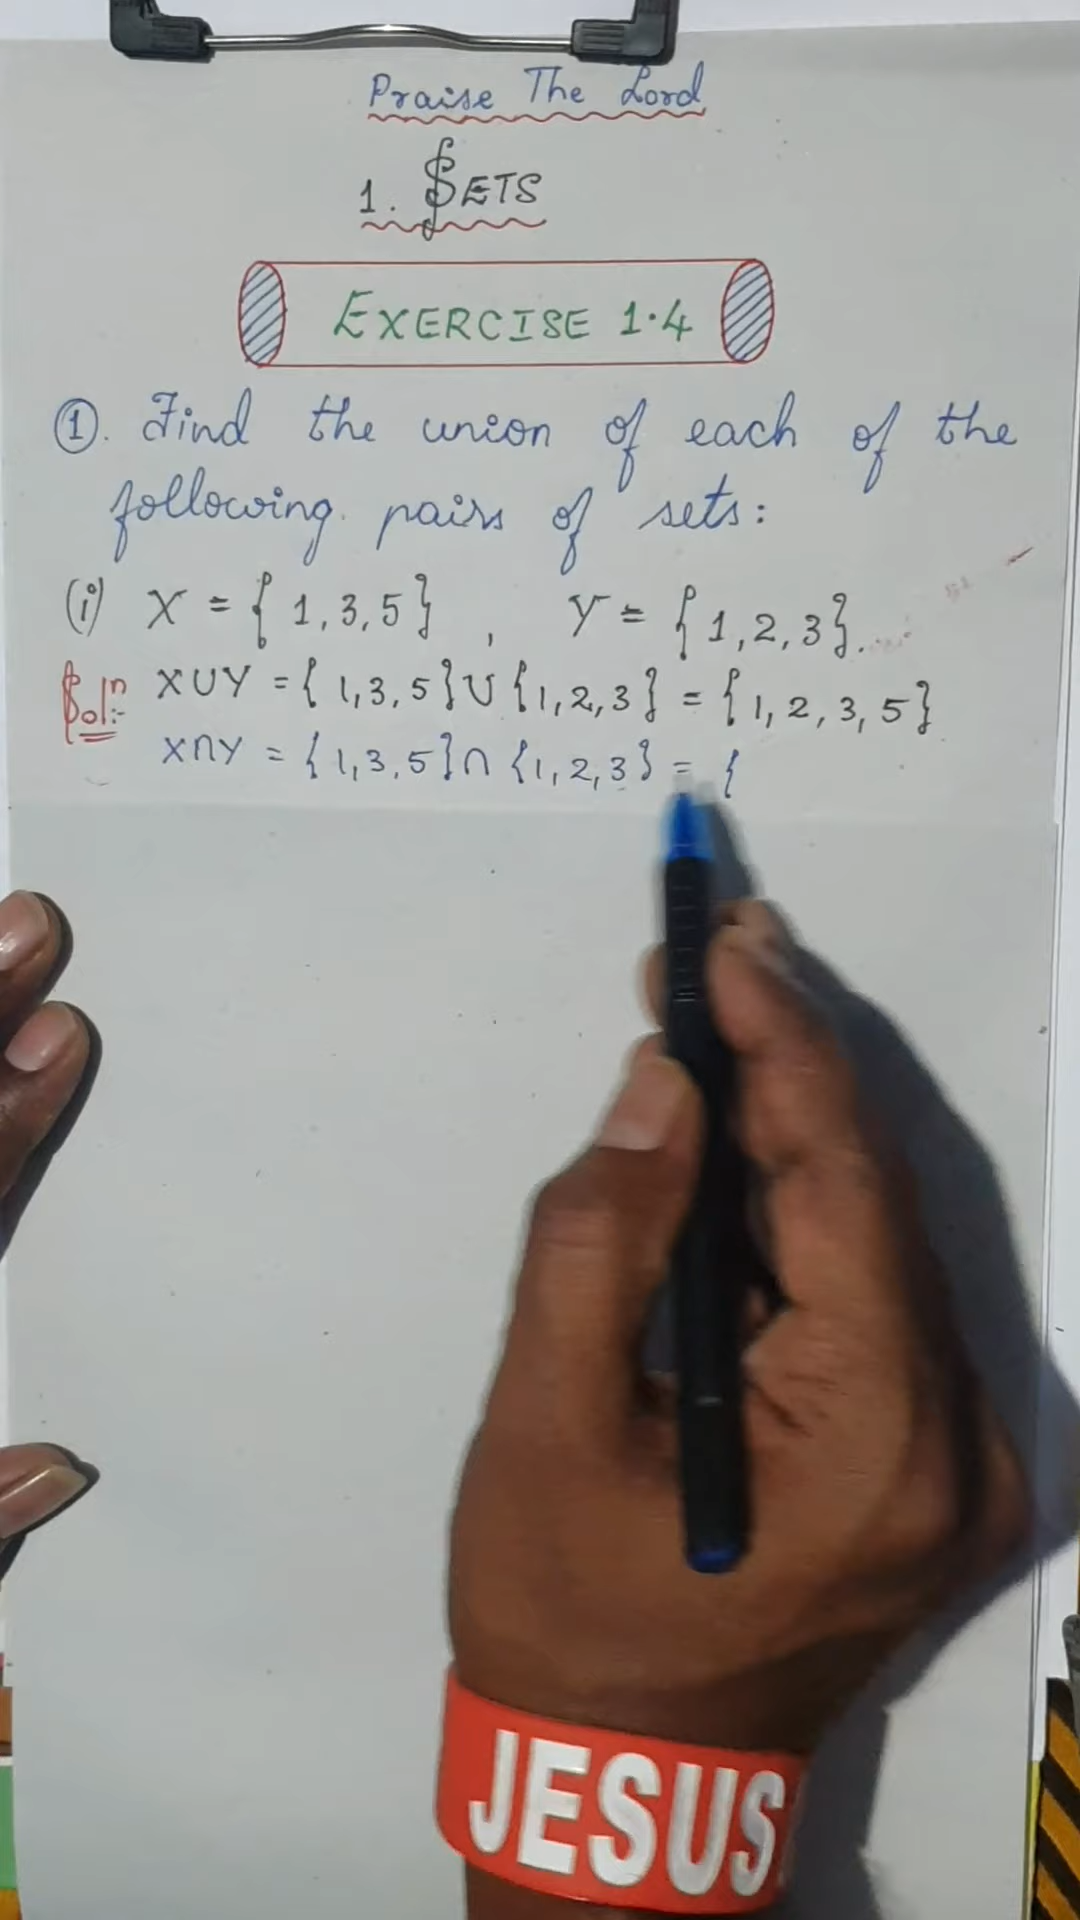 Praise The Lord
1. SETS
EXERCISE 1.4
①. Find the union of each of the
following pairs of sets:
(i) X = { 1, 3, 5 } , Y = { 1, 2, 3 }.
Solⁿ:- X∪Y = { 1, 3, 5 } ∪ { 1, 2, 3 } = { 1, 2, 3, 5 }
X∩Y = { 1, 3, 5 } ∩ { 1, 2, 3 } = {
JESUS